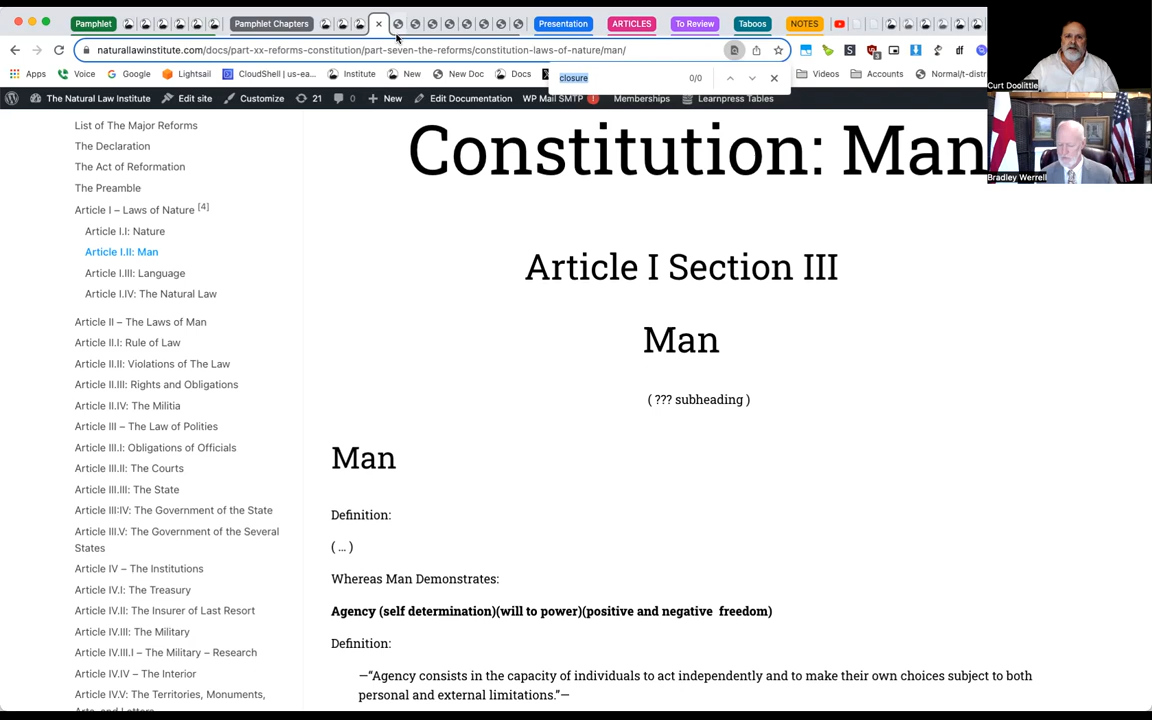 Pamphlet
Pamphlet Chapters
Presentation
ARTICLES
To Review
Taboos
NOTES
naturallawinstitute.com/docs/part-xx-reforms-constitution/part-seven-the-reforms/constitution-laws-of-nature/man/
Apps
Voice
Google
Lightsail
CloudShell | us-ea...
Institute
New
New Doc
Docs
closure
0/0
Videos
Accounts
Normal/t-distr
The Natural Law Institute
Edit site
Customize
21
0
New
Edit Documentation
WP Mail SMTP
Memberships
Learnpress Tables
Curt Doolittle
Bradley Werrell
List of The Major Reforms
The Declaration
The Act of Reformation
The Preamble
Article I – Laws of Nature [4]
Article I.I: Nature
Article I.II: Man
Article I.III: Language
Article I.IV: The Natural Law
Article II – The Laws of Man
Article II.I: Rule of Law
Article II.II: Violations of The Law
Article II.III: Rights and Obligations
Article II.IV: The Militia
Article III – The Law of Polities
Article III.I: Obligations of Officials
Article III.II: The Courts
Article III.III: The State
Article III:IV: The Government of the State
Article III.V: The Government of the Several
States
Article IV – The Institutions
Article IV.I: The Treasury
Article IV.II: The Insurer of Last Resort
Article IV.III: The Military
Article IV.III.I – The Military – Research
Article IV.IV – The Interior
Article IV.V: The Territories, Monuments,
Constitution: Man
Article I Section III
Man
( ??? subheading )
Man
Definition:
( ... )
Whereas Man Demonstrates:
Agency (self determination)(will to power)(positive and negative freedom)
Definition:
—“Agency consists in the capacity of individuals to act independently and to make their own choices subject to both
personal and external limitations.”—